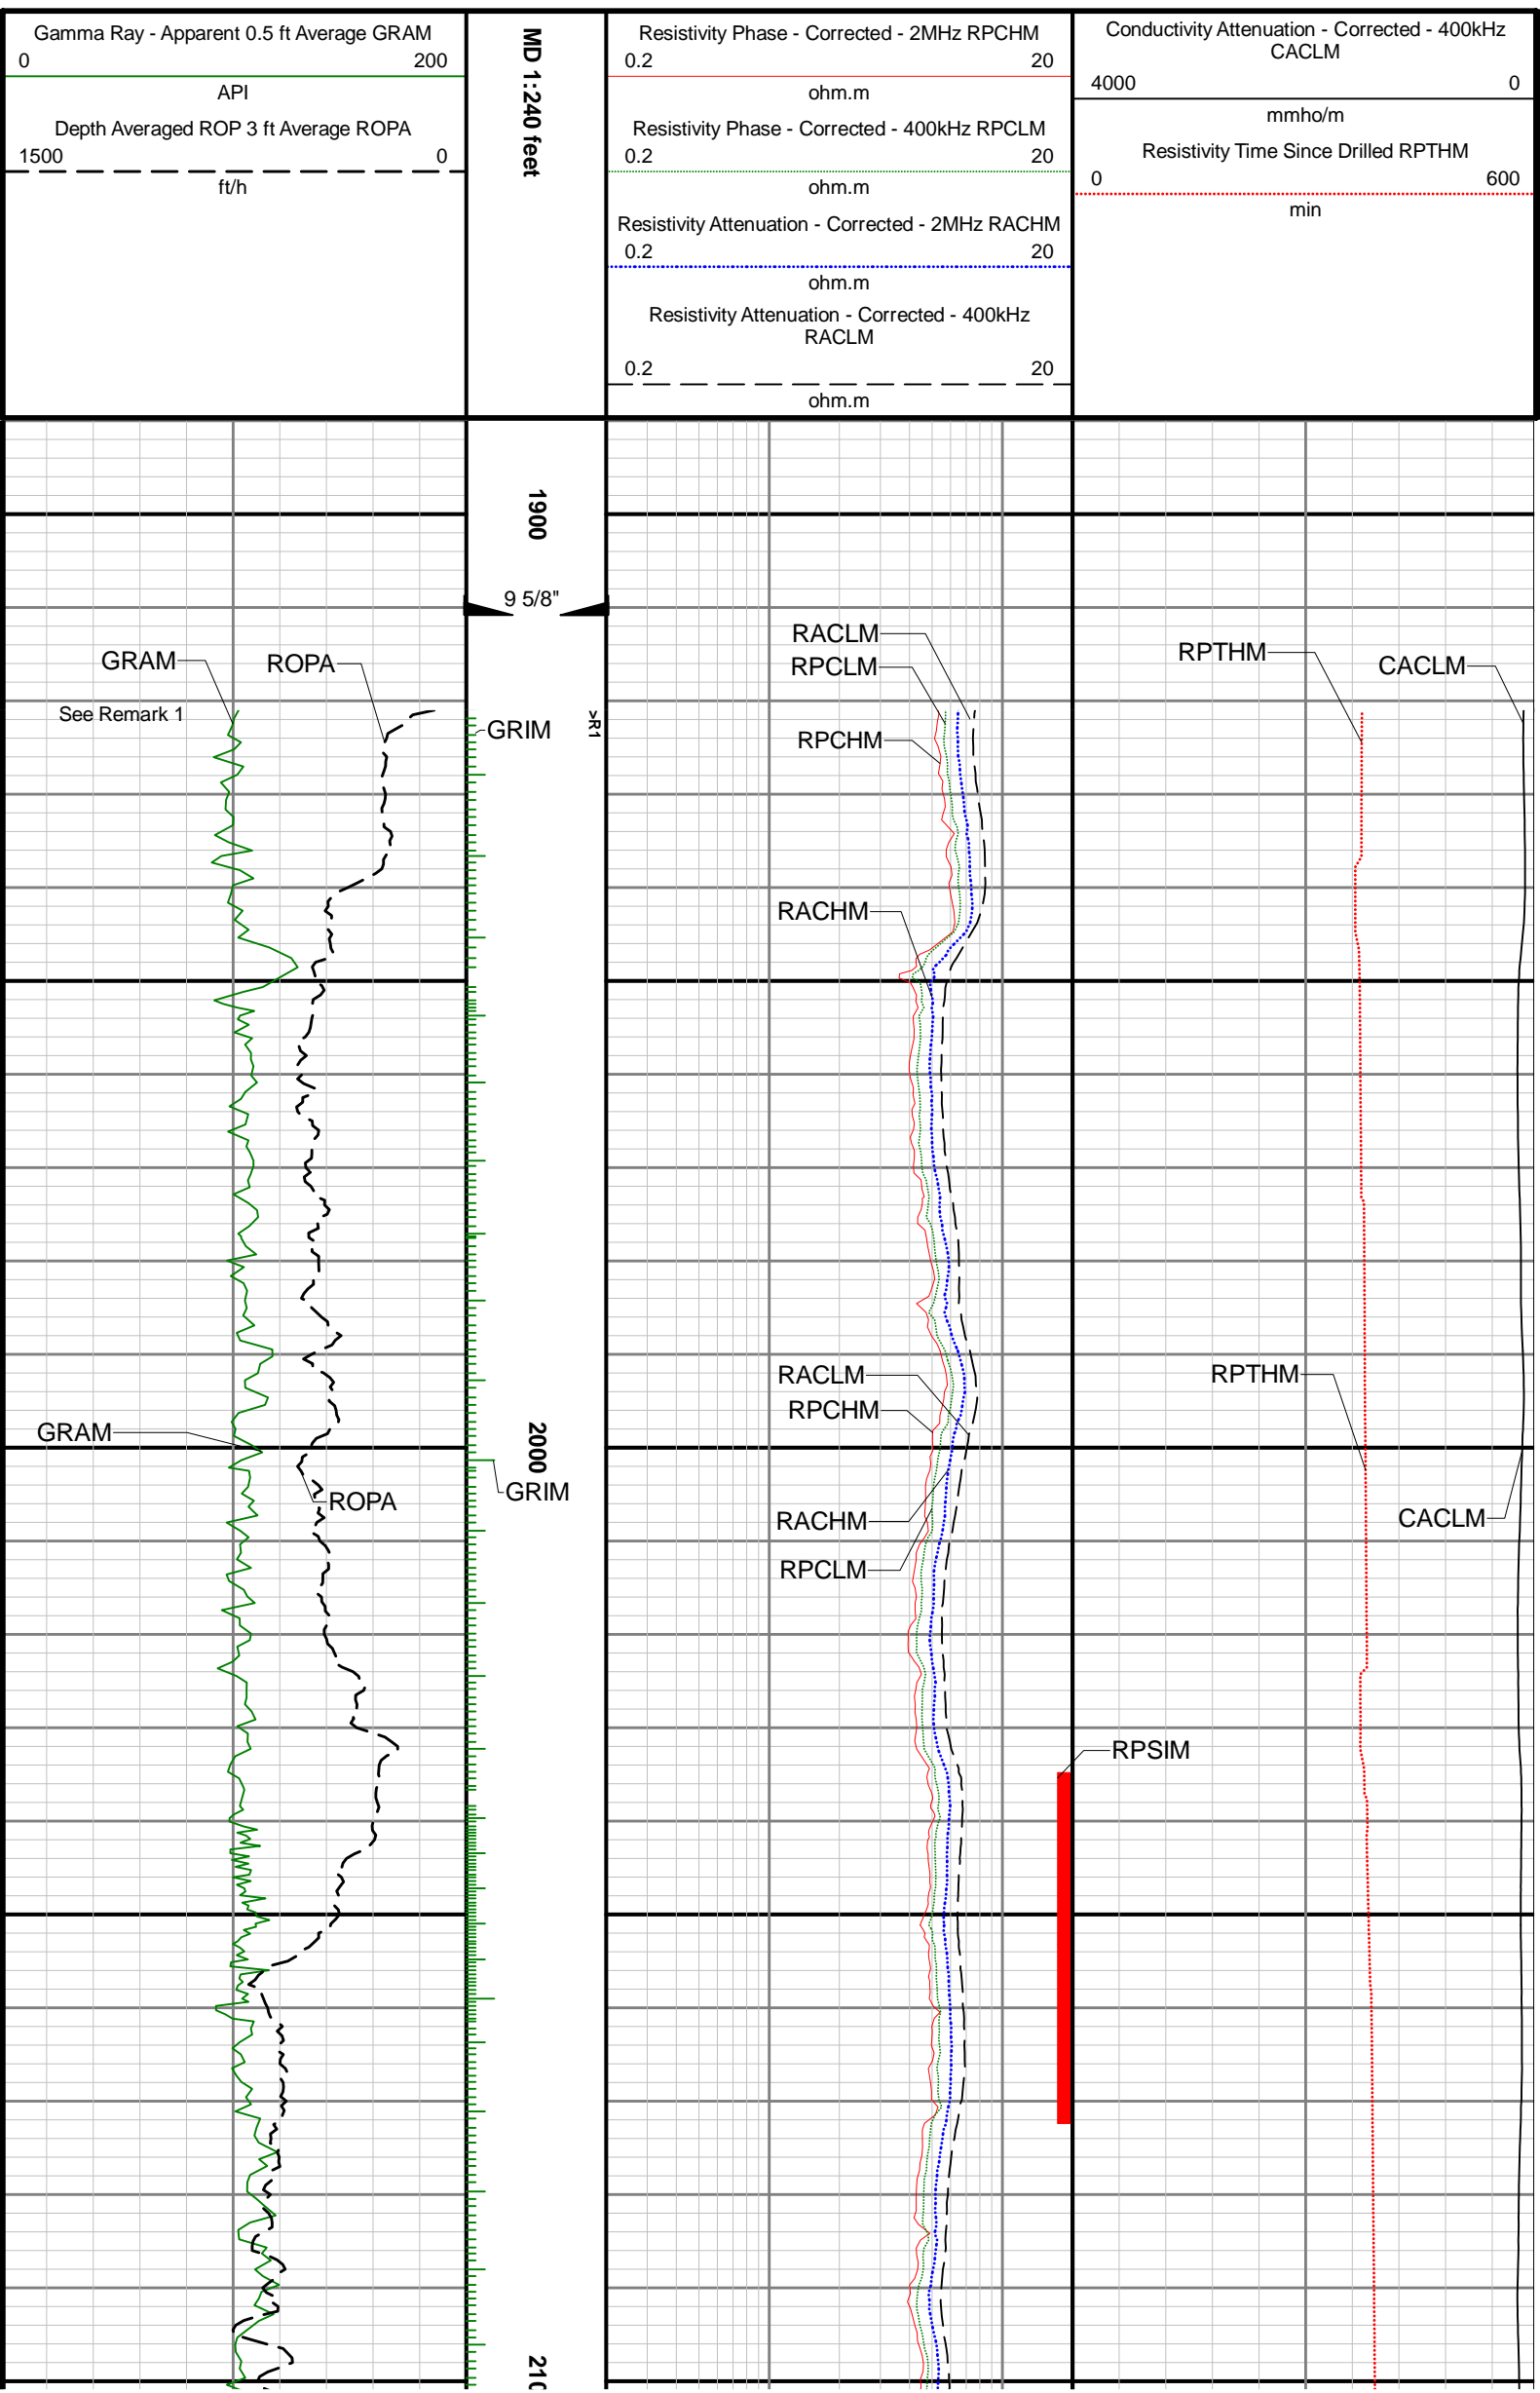 Gamma Ray - Apparent 0.5 ft Average GRAM
0 200
API
Depth Averaged ROP 3 ft Average ROPA
1500 0
ft/h
MD 1:240 feet
Resistivity Phase - Corrected - 2MHz RPCHM
0.2 20
ohm.m
Resistivity Phase - Corrected - 400kHz RPCLM
0.2 20
ohm.m
Resistivity Attenuation - Corrected - 2MHz RACHM
0.2 20
ohm.m
Resistivity Attenuation - Corrected - 400kHz
RACLM
0.2 20
ohm.m
Conductivity Attenuation - Corrected - 400kHz
CACLM
4000 0
mmho/m
Resistivity Time Since Drilled RPTHM
0 600
min
1900
9 5/8"
RACLM
GRAM ROPA RPCLM RPTHM CACLM
See Remark 1 >R1
GRIM RPCHM
RACHM
RACLM RPTHM
RPCHM
GRAM 2000
ROPA GRIM RACHM CACLM
RPCLM
RPSIM
210